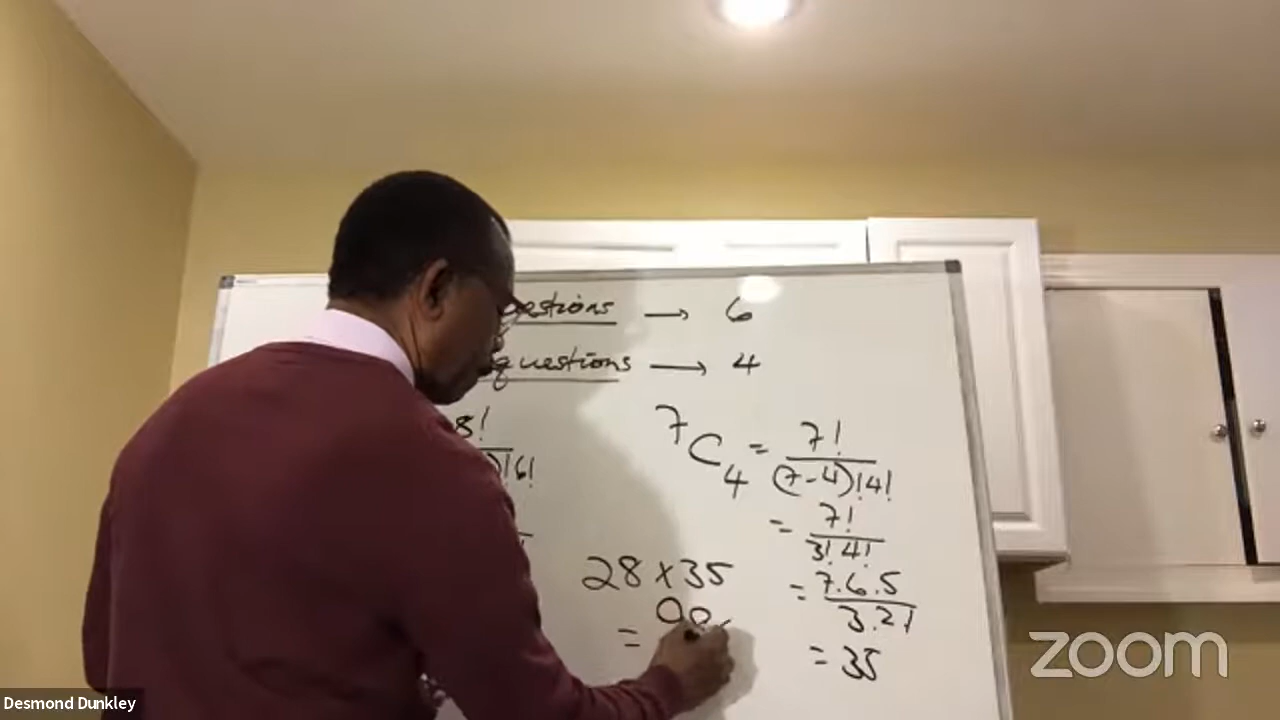 estions → 6
questions → 4
8!
)!6!
⁷C₄ = 7! / (7-4)!4!
= 7! / 3! 4!
= 7.6.5 / 3.2.1
= 35
28 x 35
=
zoom
Desmond Dunkley